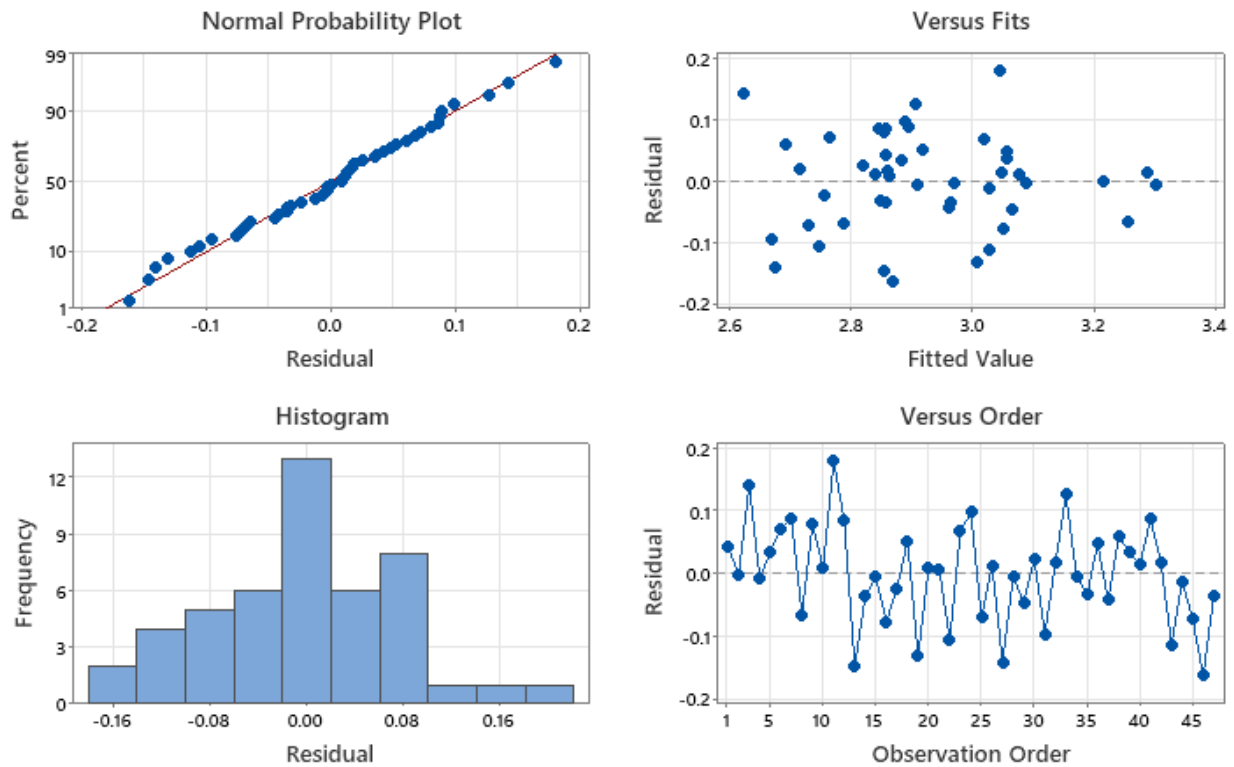 Normal Probability Plot
99
90
50
10
1
Percent
-0.2 -0.1 0.0 0.1 0.2
Residual
Versus Fits
0.2
0.1
0.0
-0.1
-0.2
Residual
2.6 2.8 3.0 3.2 3.4
Fitted Value
Histogram
12
9
6
3
0
Frequency
-0.16 -0.08 0.00 0.08 0.16
Residual
Versus Order
0.2
0.1
0.0
-0.1
-0.2
Residual
1 5 10 15 20 25 30 35 40 45
Observation Order